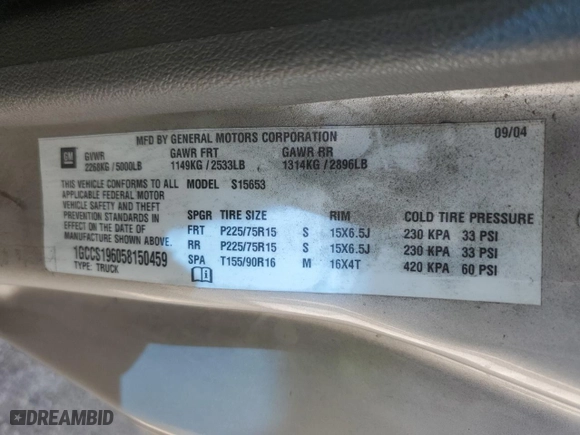 MFD BY GENERAL MOTORS CORPORATION 09/04
GM GVWR GAWR FRT GAWR RR
2268KG / 5000LB 1149KG / 2533LB 1314KG / 2896LB
THIS VEHICLE CONFORMS TO ALL MODEL S15653
APPLICABLE FEDERAL MOTOR
VEHICLE SAFETY AND THEFT
PREVENTION STANDARDS IN SPGR TIRE SIZE RIM COLD TIRE PRESSURE
EFFECT ON THE DATE OF FRT P225/75R15 S 15X6.5J 230 KPA 33 PSI
MANUFACTURE SHOWN ABOVE. RR P225/75R15 S 15X6.5J 230 KPA 33 PSI
1GCCS196058150459 SPA T155/90R16 M 16X4T 420 KPA 60 PSI
TYPE: TRUCK
DREAMBID